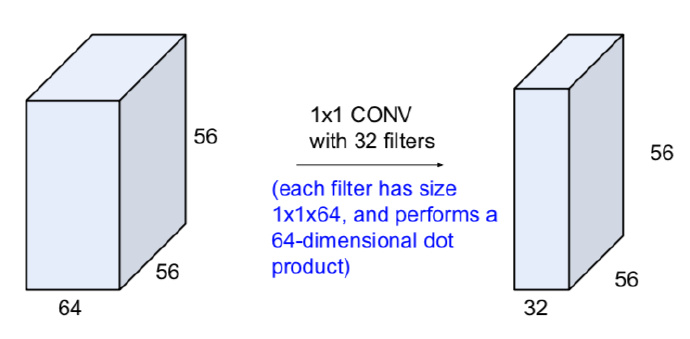 1x1 CONV
with 32 filters
(each filter has size
1x1x64, and performs a
64-dimensional dot
product)
56
56
64
56
56
32